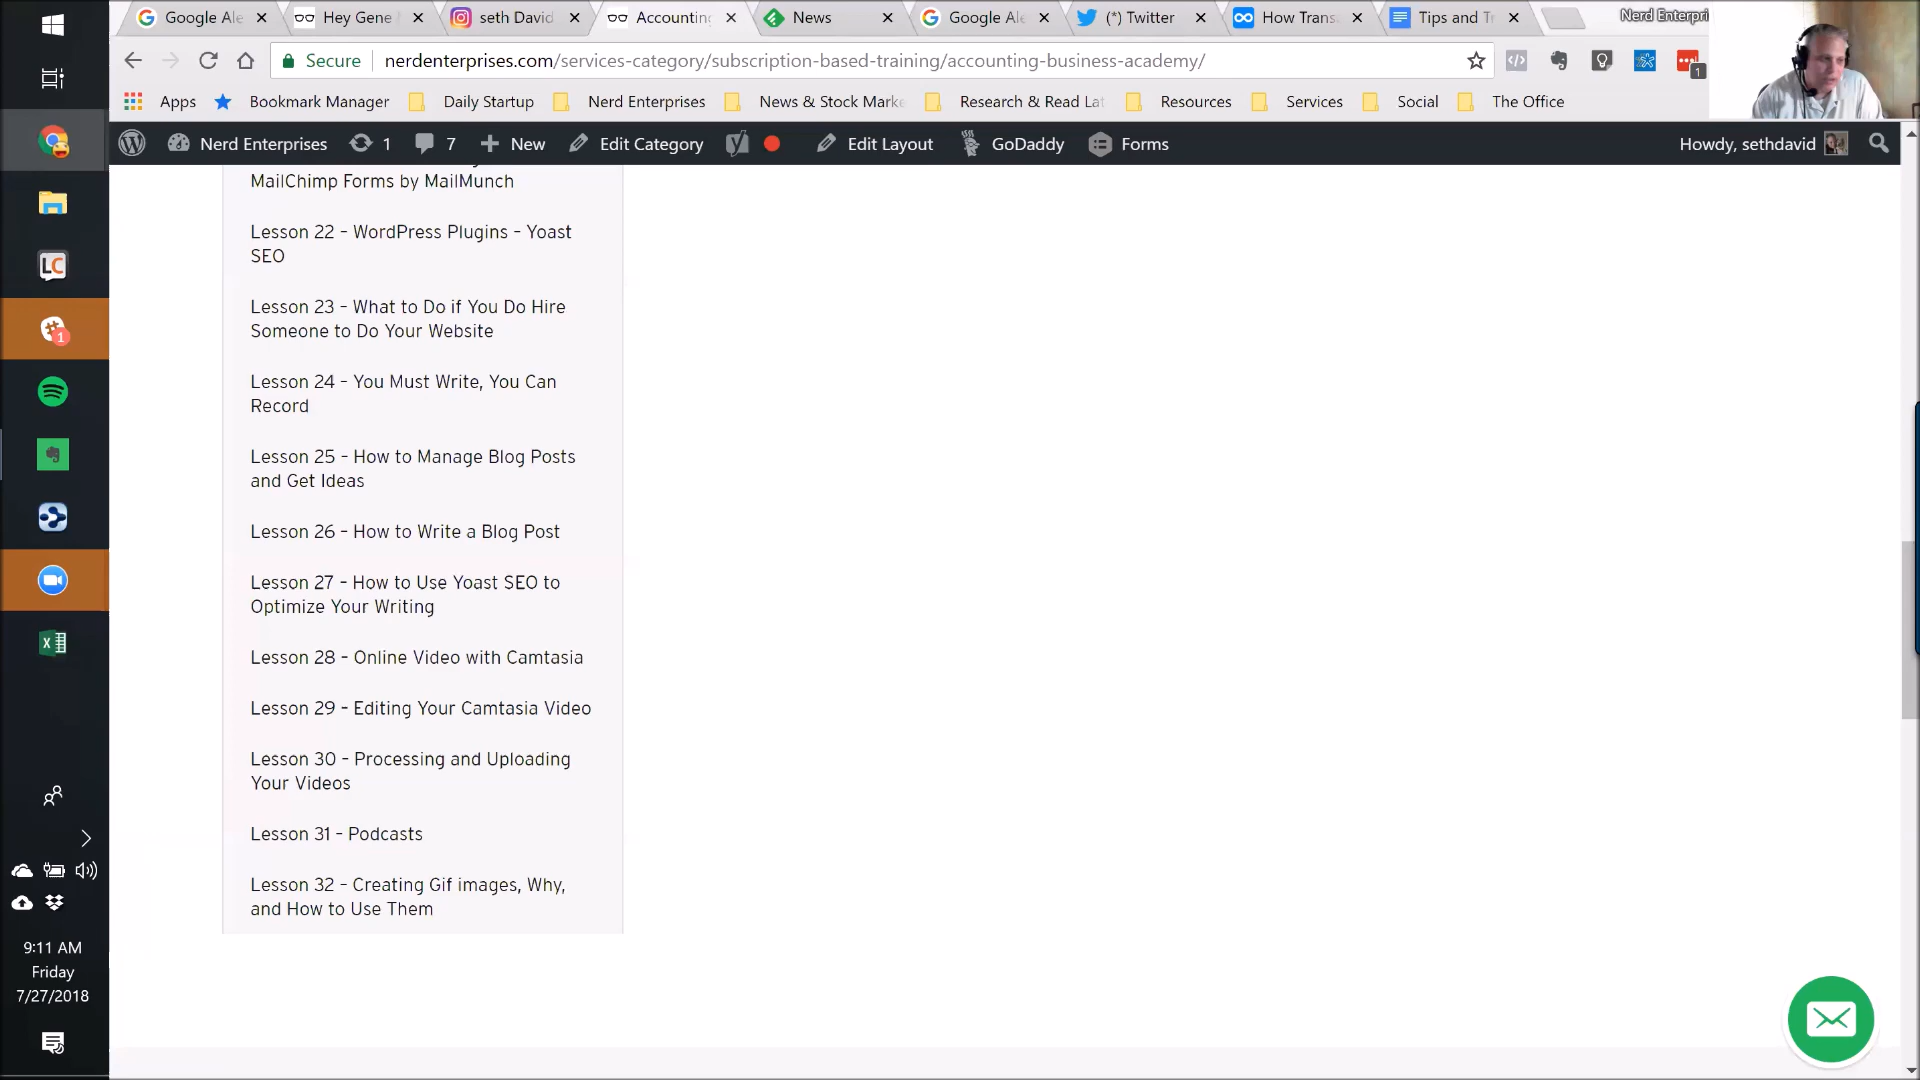 Google Ale
Hey Gene
seth David
Accounting
News
Google Ale
(*) Twitter
How Trans
Tips and Tr
Nerd Enterpri
Secure
nerdenterprises.com/services-category/subscription-based-training/accounting-business-academy/
1
Apps
Bookmark Manager
Daily Startup
Nerd Enterprises
News & Stock Marke
Research & Read Lat
Resources
Services
Social
The Office
Nerd Enterprises
1
7
New
Edit Category
Edit Layout
GoDaddy
Forms
Howdy, sethdavid
MailChimp Forms by MailMunch
Lesson 22 – WordPress Plugins – Yoast
SEO
Lesson 23 – What to Do if You Do Hire
Someone to Do Your Website
Lesson 24 – You Must Write, You Can
Record
Lesson 25 – How to Manage Blog Posts
and Get Ideas
Lesson 26 – How to Write a Blog Post
Lesson 27 – How to Use Yoast SEO to
Optimize Your Writing
Lesson 28 – Online Video with Camtasia
Lesson 29 – Editing Your Camtasia Video
Lesson 30 – Processing and Uploading
Your Videos
Lesson 31 – Podcasts
Lesson 32 – Creating Gif images, Why,
and How to Use Them
LC
1
9:11 AM
Friday
7/27/2018